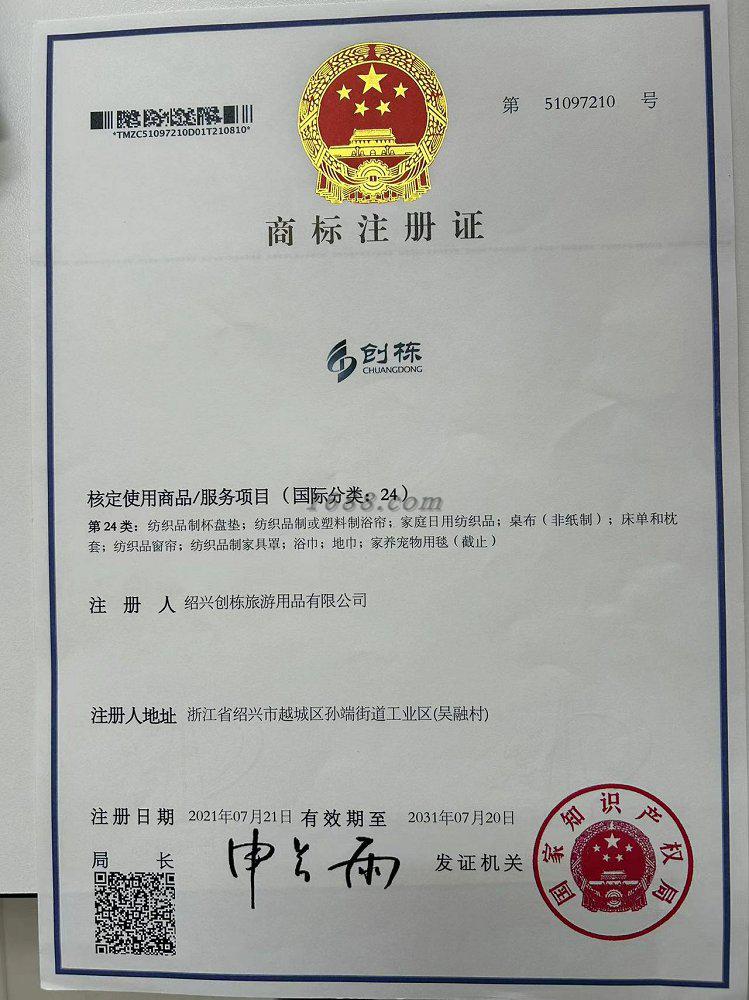 第 51097210 号
*TMZC51097210D01T210810*
商标注册证
创栋
CHUANGDONG
核定使用商品/服务项目（国际分类：24）
1688.com
第 24 类：纺织品制杯盘垫；纺织品制或塑料制浴帘；家庭日用纺织品；桌布（非纸制）；床单和枕
套；纺织品窗帘；纺织品制家具罩；浴巾；地巾；家养宠物用毯（截止）
注 册 人 绍兴创栋旅游用品有限公司
注册人地址 浙江省绍兴市越城区孙端街道工业区(吴融村)
注册日期 2021年07月21日 有效期至 2031年07月20日
局 长 申长雨 发证机关
国家知识产权局